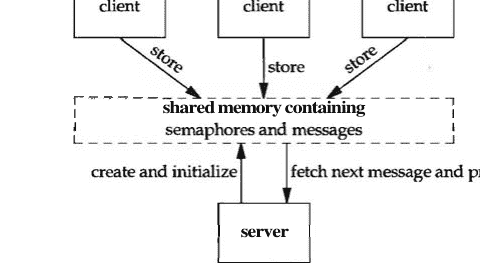 client client client
store store store
shared memory containing
semaphores and messages
create and initialize fetch next message and
server